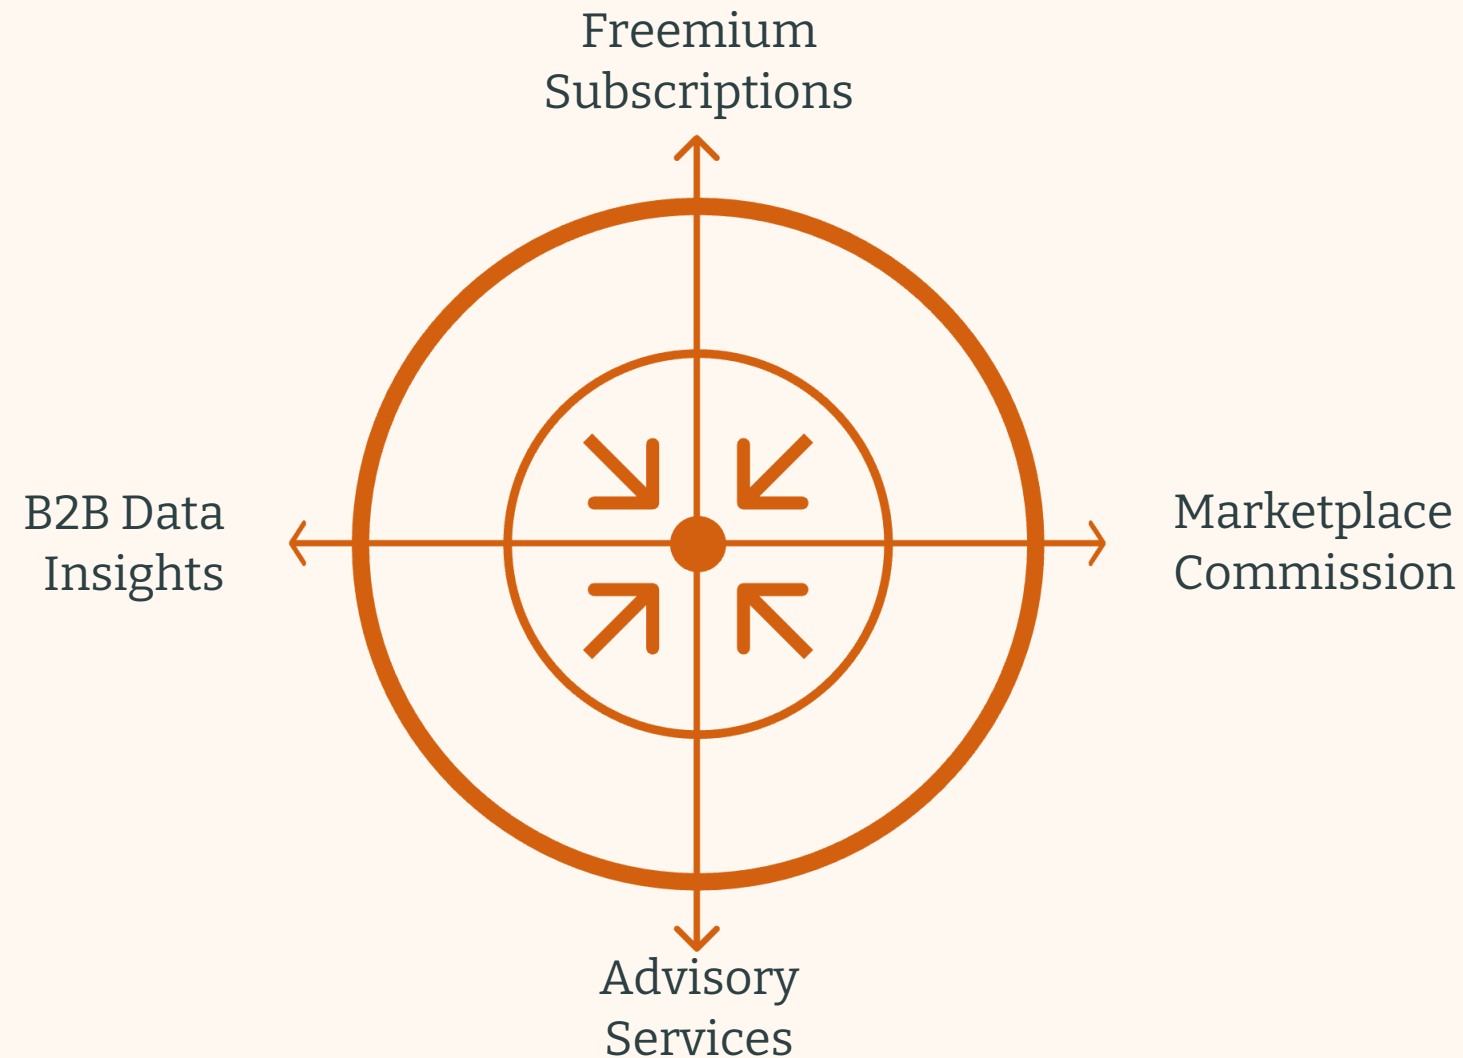 Freemium
Subscriptions
B2B Data
Insights
Marketplace
Commission
Advisory
Services